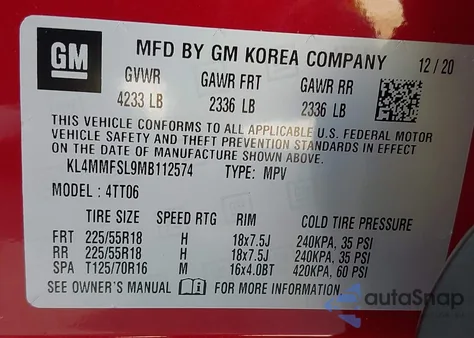 GM
MFD BY GM KOREA COMPANY 12/20
GVWR GAWR FRT GAWR RR
4233 LB 2336 LB 2336 LB
THIS VEHICLE CONFORMS TO ALL APPLICABLE U.S. FEDERAL MOTOR
VEHICLE SAFETY AND THEFT PREVENTION STANDARDS IN EFFECT
ON THE DATE OF MANUFACTURE SHOWN ABOVE.
KL4MMFSL9MB112574 TYPE: MPV
MODEL : 4TT06
TIRE SIZE SPEED RTG RIM COLD TIRE PRESSURE
FRT 225/55R18 H 18x7.5J 240KPA, 35 PSI
RR 225/55R18 H 18x7.5J 240KPA, 35 PSI
SPA T125/70R16 M 16x4.0BT 420KPA, 60 PSI
SEE OWNER'S MANUAL FOR MORE INFORMATION.
autoSnap